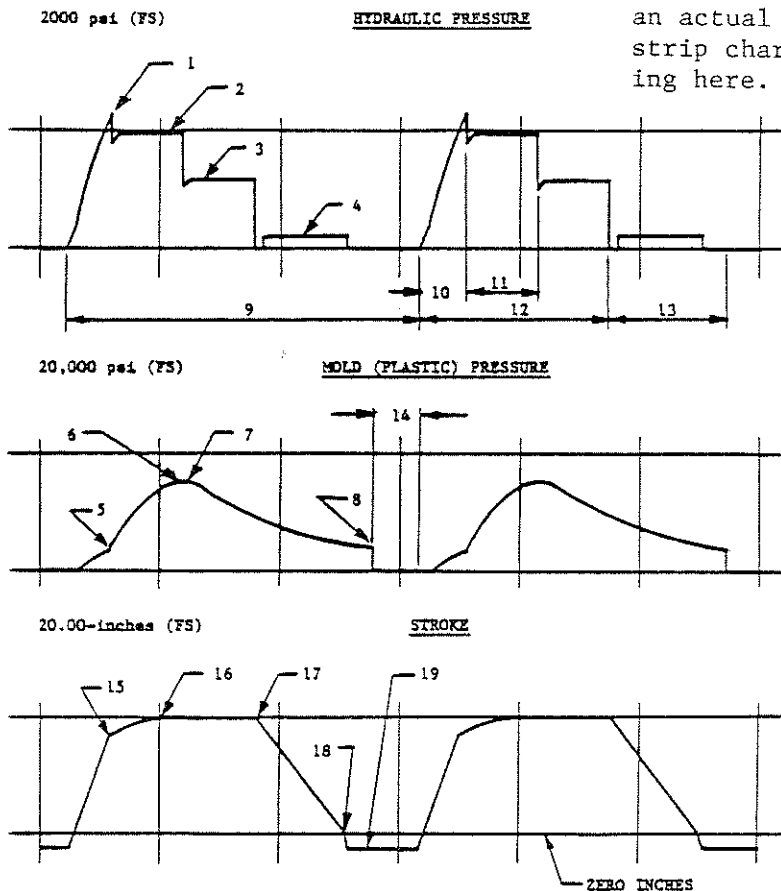 2000 psi (FS)
HYDRAULIC PRESSURE
an actual
strip char
ing here.
1
2
3
4
10
11
9
12
13
20,000 psi (FS)
MOLD (PLASTIC) PRESSURE
14
6
7
5
8
20.00-inches (FS)
STROKE
15
16
17
19
18
ZERO INCHES